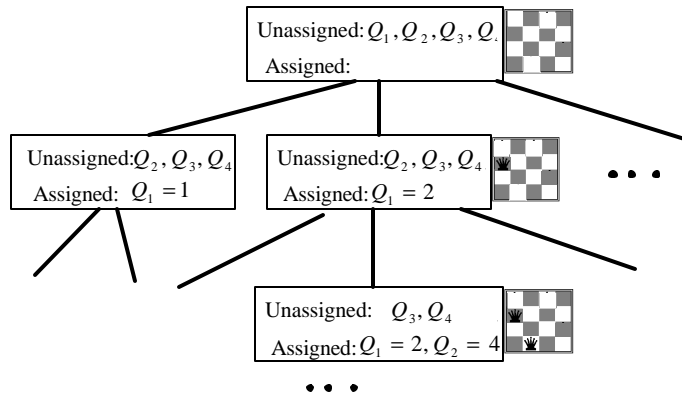 Unassigned: Q₁, Q₂, Q₃, Q
Assigned:
Unassigned: Q₂, Q₃, Q₄
Assigned: Q₁ = 1
Unassigned: Q₂, Q₃, Q₄
Assigned: Q₁ = 2
• • •
Unassigned: Q₃, Q₄
Assigned: Q₁ = 2, Q₂ = 4
• • •